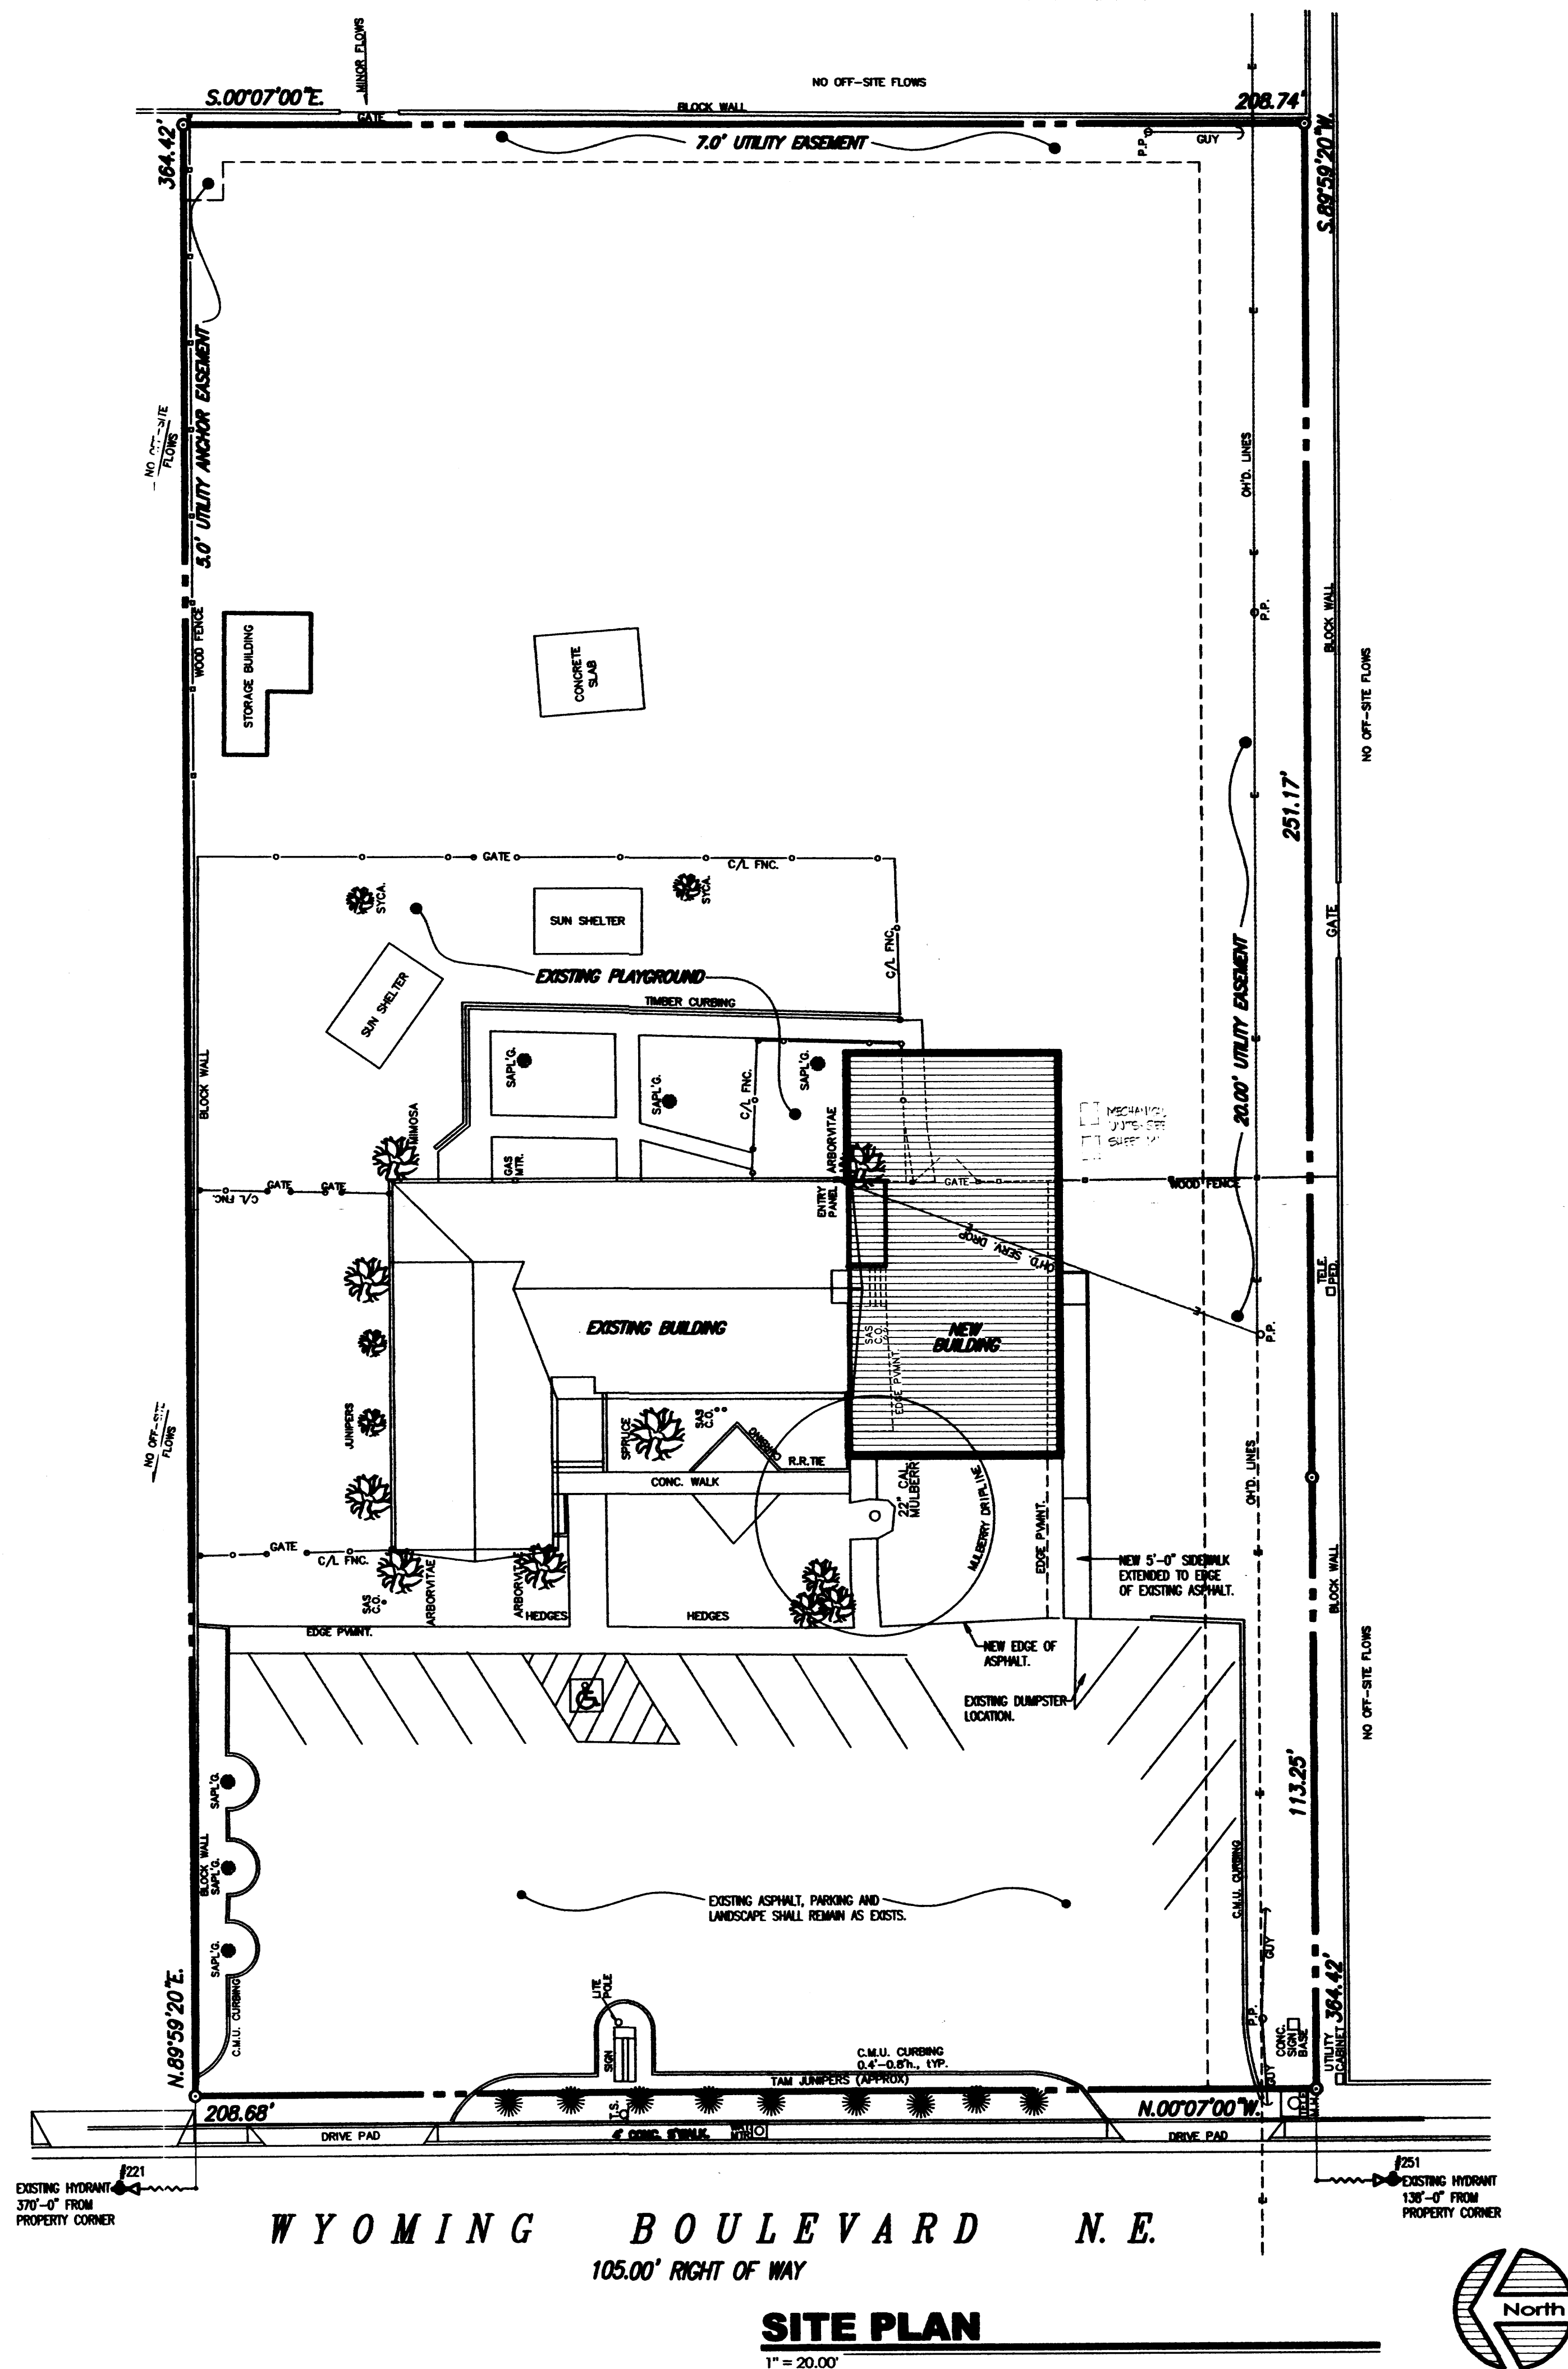 MINOR FLOWS
NO OFF-SITE FLOWS
S.00°07'00"E.
GATE
BLOCK WALL
208.74'
364.42'
7.0' UTILITY EASEMENT
P.P.
GUY
S.89°59'20"W.
5.0' UTILITY ANCHOR EASEMENT
NO OFF-SITE
FLOWS
OH'D. LINES
WOOD FENCE
STORAGE BUILDING
CONCRETE
SLAB
P.P.
BLOCK WALL
NO OFF-SITE FLOWS
251.17'
GATE
C/L FNC.
SYCA.
SYCA.
SUN SHELTER
SUN SHELTER
EXISTING PLAYGROUND
C/L FNC.
GATE
20.00' UTILITY EASEMENT
TIMBER CURBING
BLOCK WALL
SAPL'G.
SAPL'G.
C/L FNC.
SAPL'G.
MECHANICAL
UNITS-SEE
SHEET M1
MIMOSA
GAS
MTR.
ARBORVITAE
ENTRY
PANEL
GATE
WOOD FENCE
C/L FNC.
GATE
GATE
OH'D. SERV. DROP
TELE.
PED.
EXISTING BUILDING
SAS
C.O.
NEW
BUILDING
EDGE PVMNT.
P.P.
JUNIPERS
NO OFF-SITE
FLOWS
SPRUCE
SAS
C.O.
CURBING
R.R.TIE
CONC. WALK
22" CAL.
MULBERRY
MULBERRY DRIPLINE
EDGE PVMNT.
OH'D. LINES
GATE
C/L FNC.
SAS
C.O.
ARBORVITAE
ARBORVITAE
HEDGES
HEDGES
NEW 5'-0" SIDEWALK
EXTENDED TO EDGE
OF EXISTING ASPHALT.
BLOCK WALL
EDGE PVMNT.
NEW EDGE OF
ASPHALT.
EXISTING DUMPSTER
LOCATION.
NO OFF-SITE FLOWS
113.25'
SAPL'G.
BLOCK WALL
SAPL'G.
SAPL'G.
C.M.U. CURBING
EXISTING ASPHALT, PARKING AND
LANDSCAPE SHALL REMAIN AS EXISTS.
C.M.U. CURBING
GUY
N.89°59'20"E.
LITE
POLE
SIGN
C.M.U. CURBING
0.4'-0.8'h., tYP.
TAM JUNIPERS (APPROX)
P.P.
GUY
CONC.
SIGN
BASE
UTILITY
CABINET
364.42'
208.68'
T.S.
N.00°07'00"W.
DRIVE PAD
4' CONC. S'WALK.
DRIVE PAD
#221
EXISTING HYDRANT
370'-0" FROM
PROPERTY CORNER
#251
EXISTING HYDRANT
138'-0" FROM
PROPERTY CORNER
WYOMING BOULEVARD N.E.
105.00' RIGHT OF WAY
North
SITE PLAN
1" = 20.00'